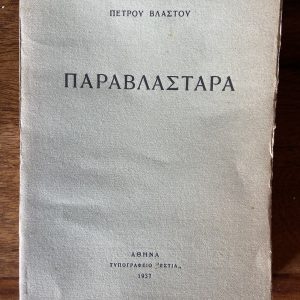 ΠΕΤΡΟΥ ΒΛΑΣΤΟΥ
ΠΑΡΑΒΛΑΣΤΑΡΑ
ΑΘΗΝΑ
ΤΥΠΟΓΡΑΦΕΙΟ "ΕΣΤΙΑ,,
1937